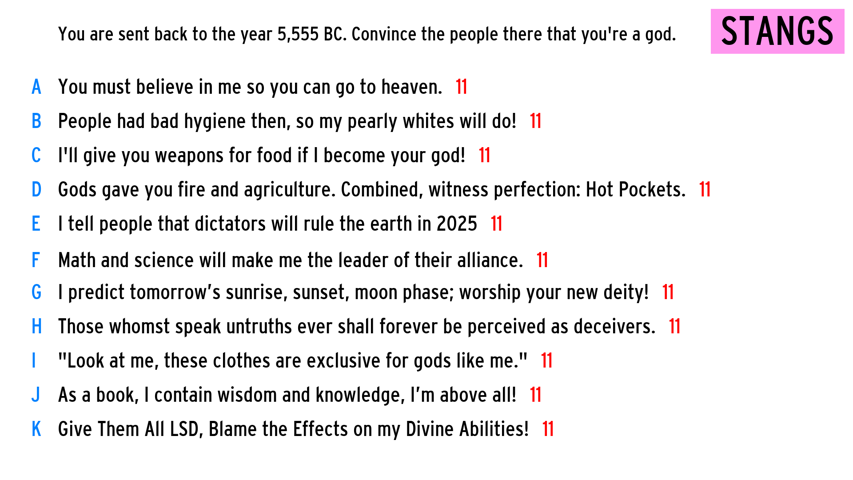 You are sent back to the year 5,555 BC. Convince the people there that you're a god.
STANGS
A You must believe in me so you can go to heaven. 11
B People had bad hygiene then, so my pearly whites will do! 11
C I'll give you weapons for food if I become your god! 11
D Gods gave you fire and agriculture. Combined, witness perfection: Hot Pockets. 11
E I tell people that dictators will rule the earth in 2025 11
F Math and science will make me the leader of their alliance. 11
G I predict tomorrow’s sunrise, sunset, moon phase; worship your new deity! 11
H Those whomst speak untruths ever shall forever be perceived as deceivers. 11
I "Look at me, these clothes are exclusive for gods like me." 11
J As a book, I contain wisdom and knowledge, I’m above all! 11
K Give Them All LSD, Blame the Effects on my Divine Abilities! 11